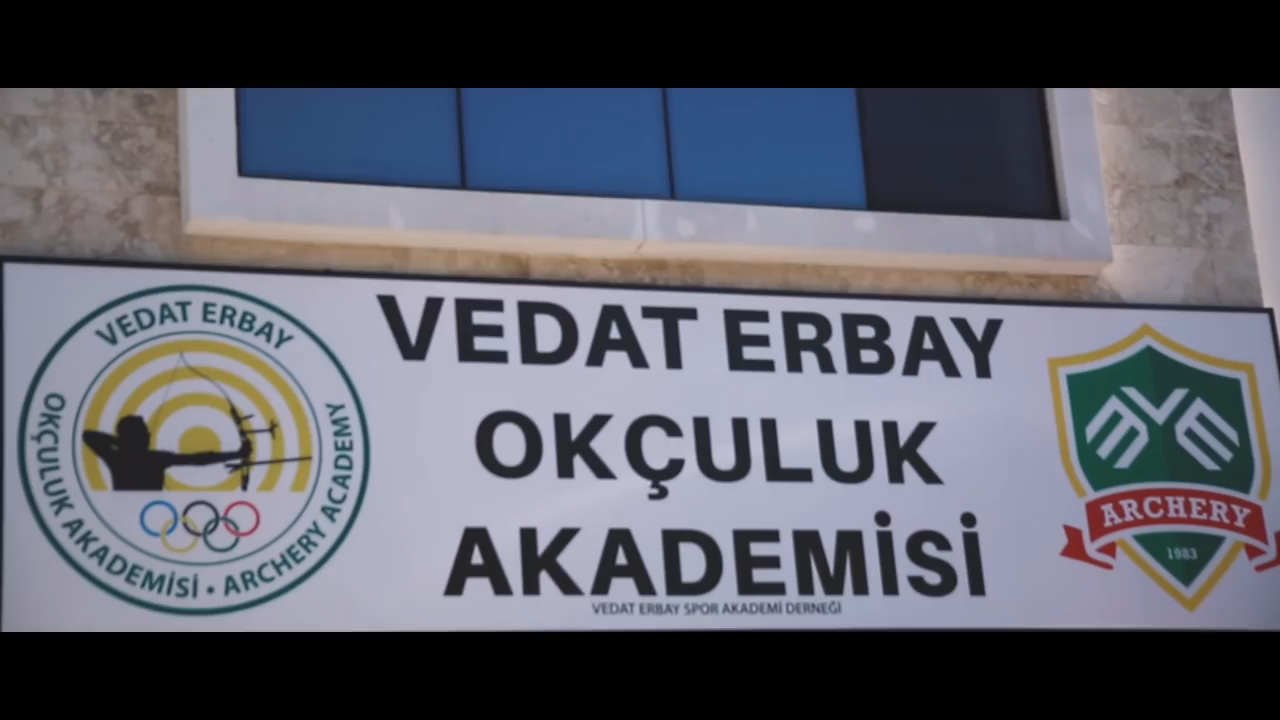 VEDAT ERBAY
OKÇULUK AKADEMİSİ • ARCHERY ACADEMY
VEDAT ERBAY
OKÇULUK
AKADEMİSİ
VEDAT ERBAY SPOR AKADEMİ DERNEĞİ
ARCHERY
1983